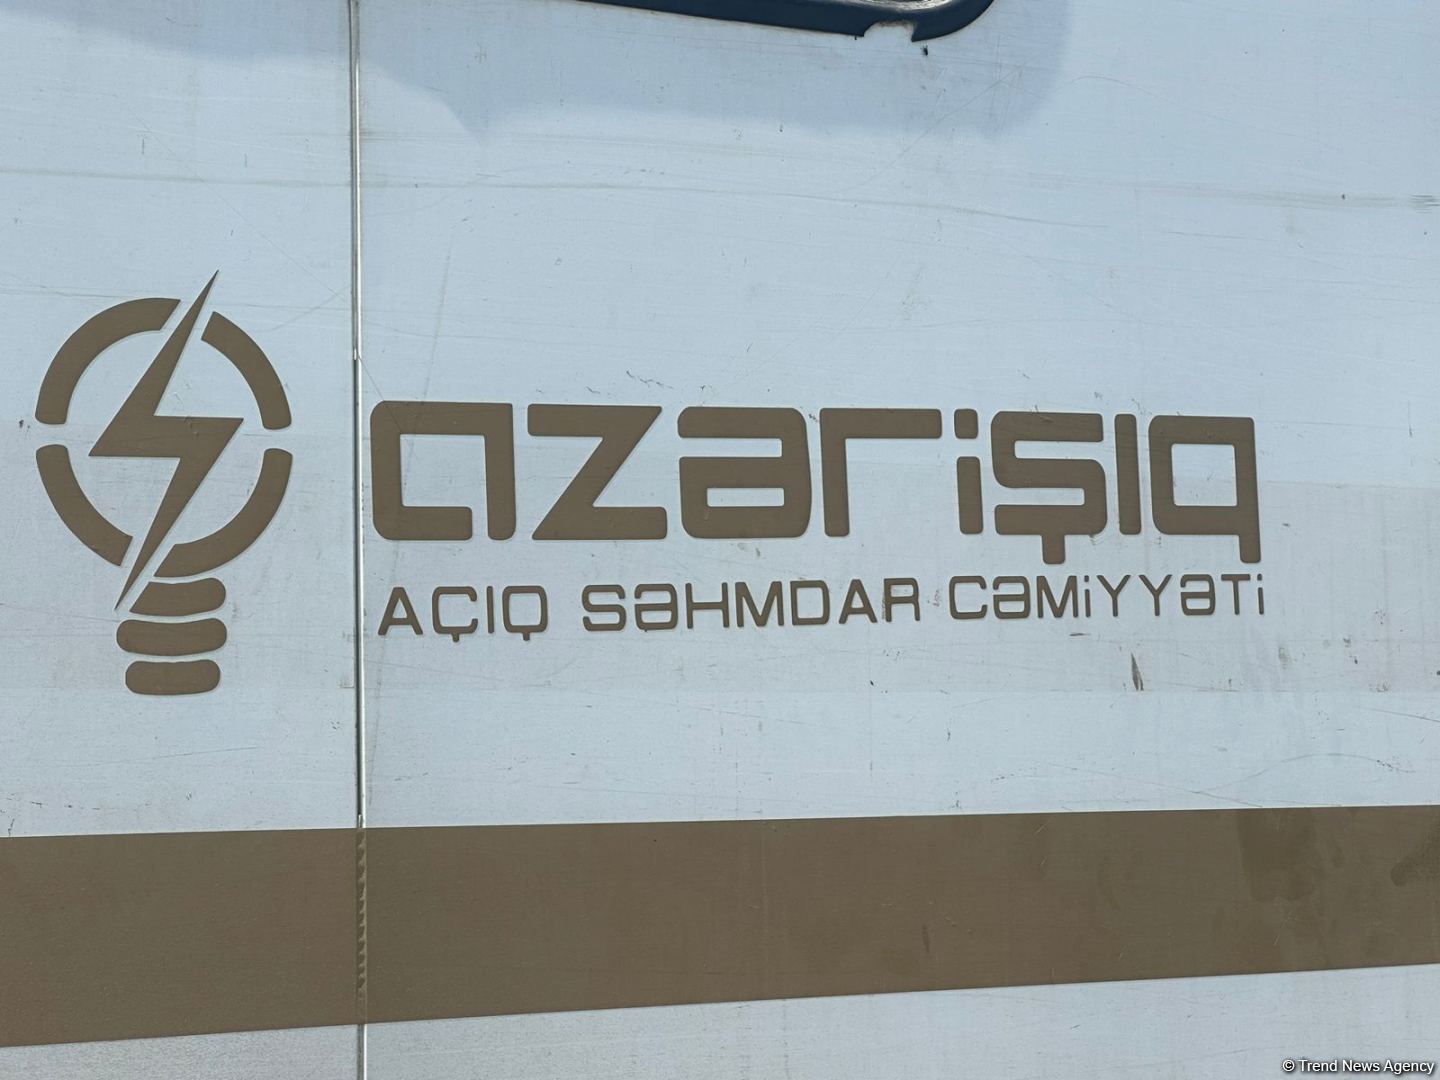 azərişıq
AÇIQ SƏHMDAR CƏMİYYƏTİ
© Trend News Agency